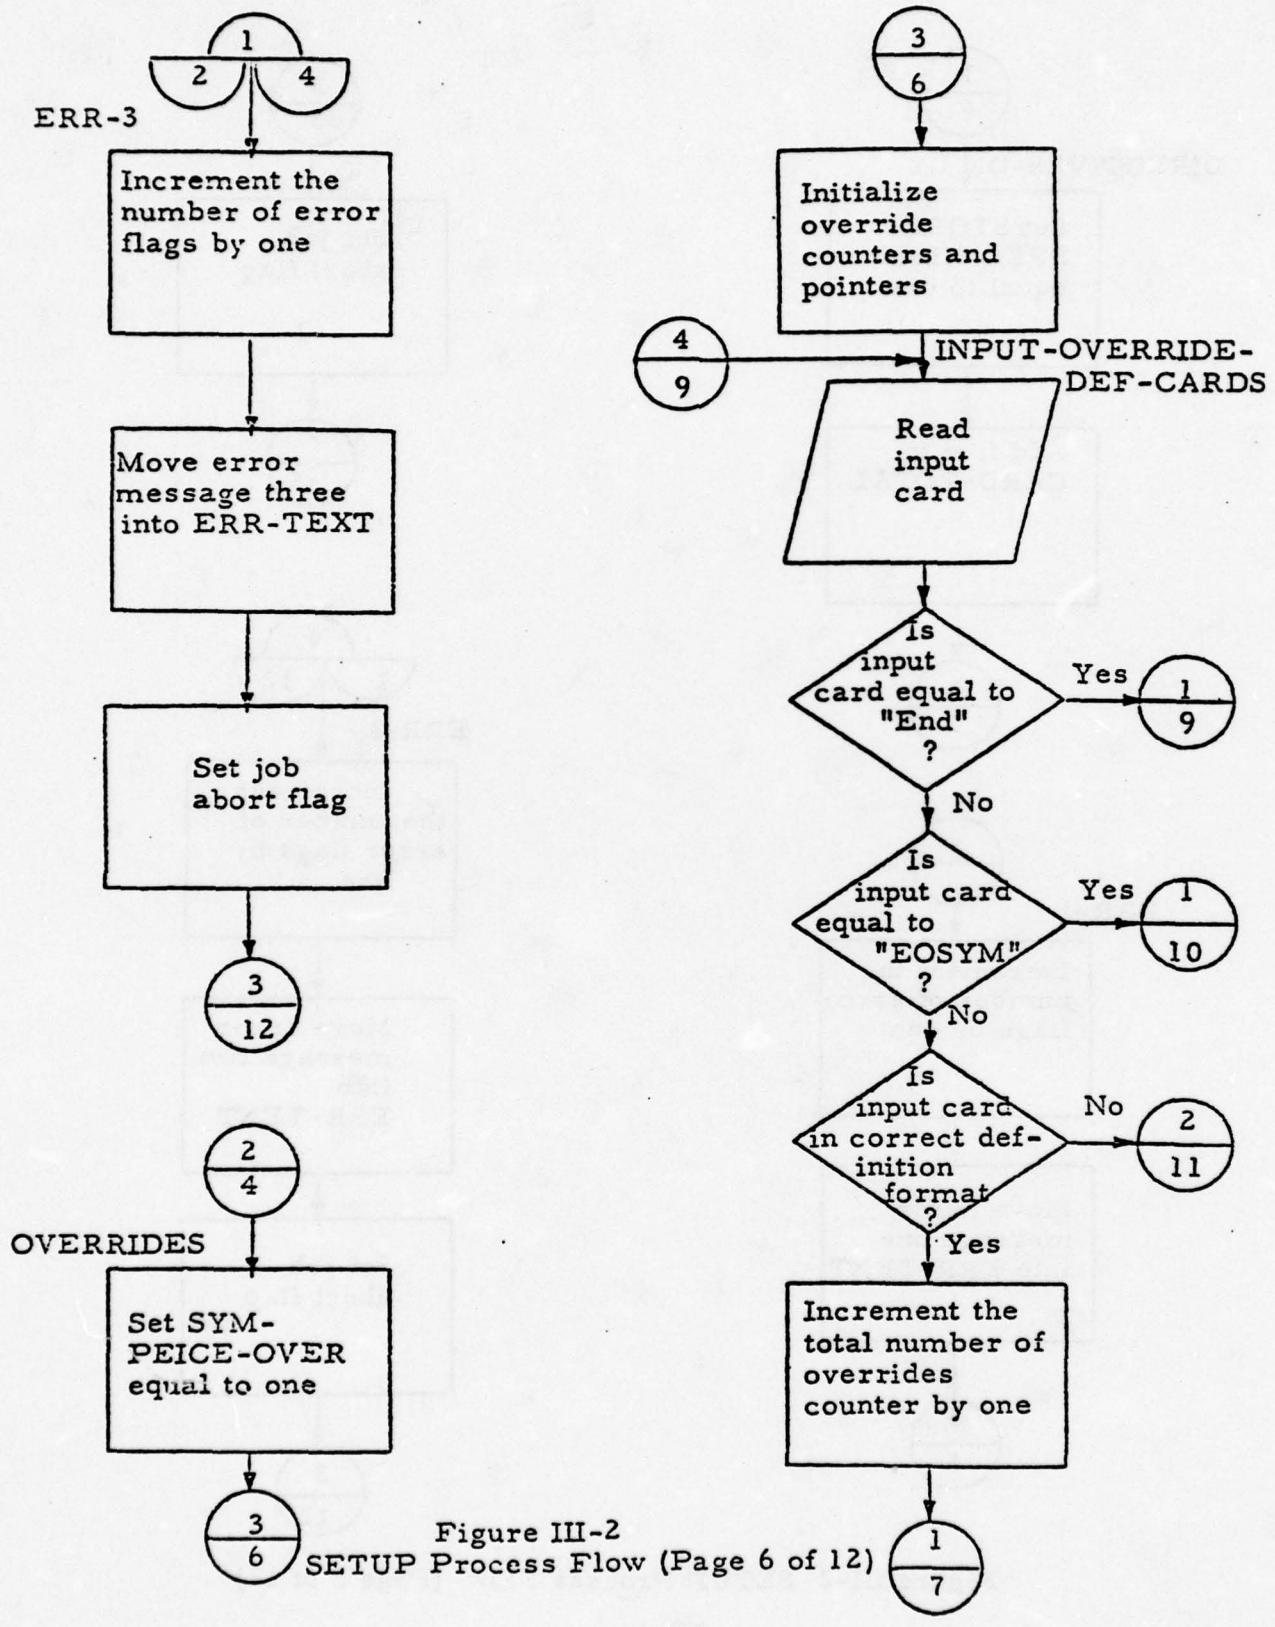 1
2 4
ERR-3
Increment the
number of error
flags by one
Move error
message three
into ERR-TEXT
Set job
abort flag
3
12
2
4
OVERRIDES
Set SYM-
PEICE-OVER
equal to one
3
6
3
6
Initialize
override
counters and
pointers
4
9
INPUT-OVERRIDE-
DEF-CARDS
Read
input
card
Is
input
card equal to
"End"
?
Yes
1
9
No
Is
input card
equal to
"EOSYM"
?
Yes
1
10
No
Is
input card
in correct def-
inition
format
?
No
2
11
Yes
Increment the
total number of
overrides
counter by one
1
7
Figure III-2
SETUP Process Flow (Page 6 of 12)